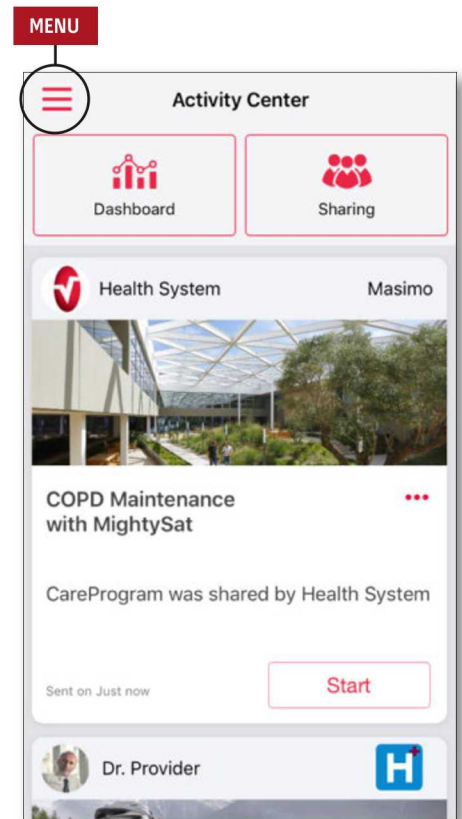 MENU
Activity Center
Dashboard
Sharing
Health System
Masimo
COPD Maintenance
with MightySat
CareProgram was shared by Health System
Sent on Just now
Start
Dr. Provider
H+